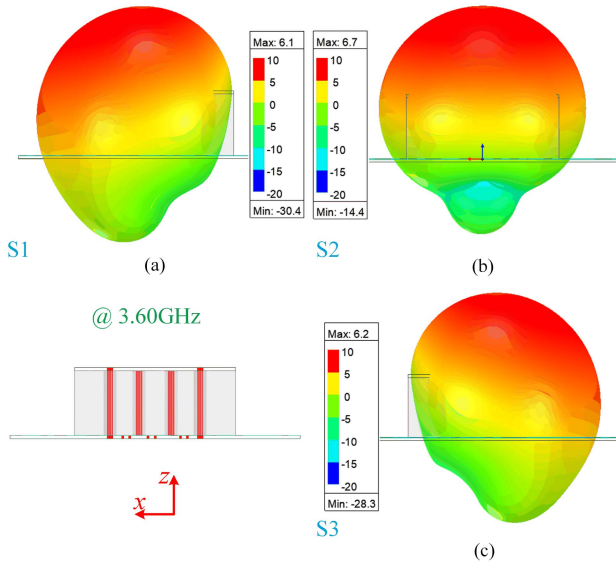 Max: 6.1
10
5
0
-5
-10
-15
-20
Min: -30.4
S1
(a)
Max: 6.7
10
5
0
-5
-10
-15
-20
Min: -14.4
S2
(b)
@ 3.60GHz
z
x
Max: 6.2
10
5
0
-5
-10
-15
-20
Min: -28.3
S3
(c)